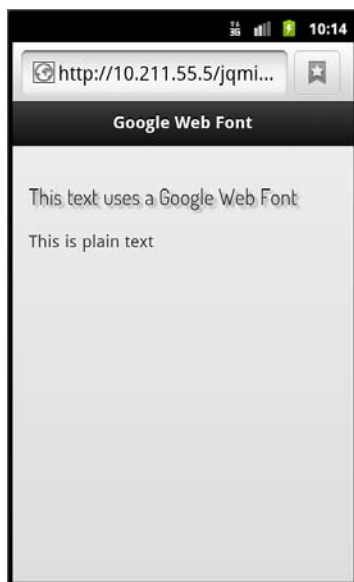 3G 10:14
http://10.211.55.5/jqmi...
Google Web Font
This text uses a Google Web Font
This is plain text